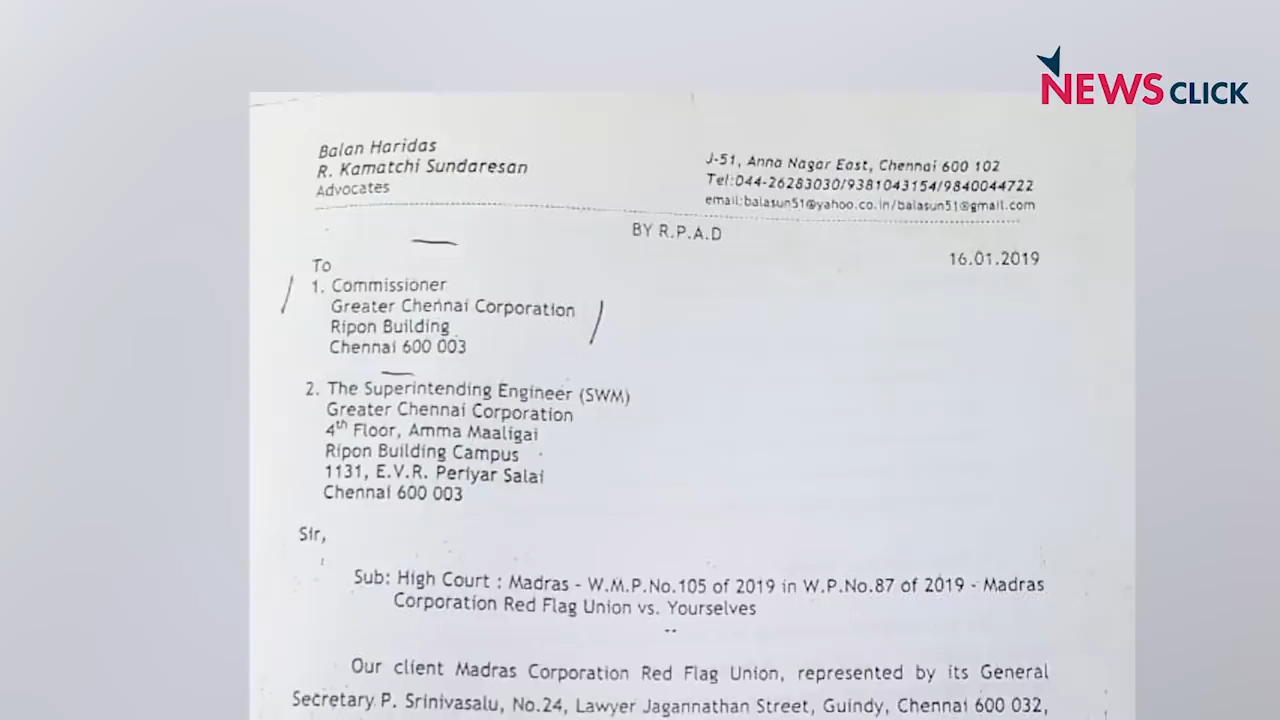 NEWS CLICK
Balan Haridas
R. Kamatchi Sundaresan
Advocates
J-51, Anna Nagar East, Chennai 600 102
Tel:044-26283030/9381043154/9840044722
email:balasun51@yahoo.co.in/balasun51@gmail.com
BY R.P.A.D
16.01.2019
To
1. Commissioner
Greater Chennai Corporation
Ripon Building
Chennai 600 003
2. The Superintending Engineer (SWM)
Greater Chennai Corporation
4th Floor, Amma Maaligai
Ripon Building Campus
1131, E.V.R. Periyar Salai
Chennai 600 003
Sir,
Sub: High Court : Madras - W.M.P.No.105 of 2019 in W.P.No.87 of 2019 - Madras
Corporation Red Flag Union vs. Yourselves
--
Our client Madras Corporation Red Flag Union, represented by its General
Secretary P. Srinivasalu, No.24, Lawyer Jagannathan Street, Guindy, Chennai 600 032,